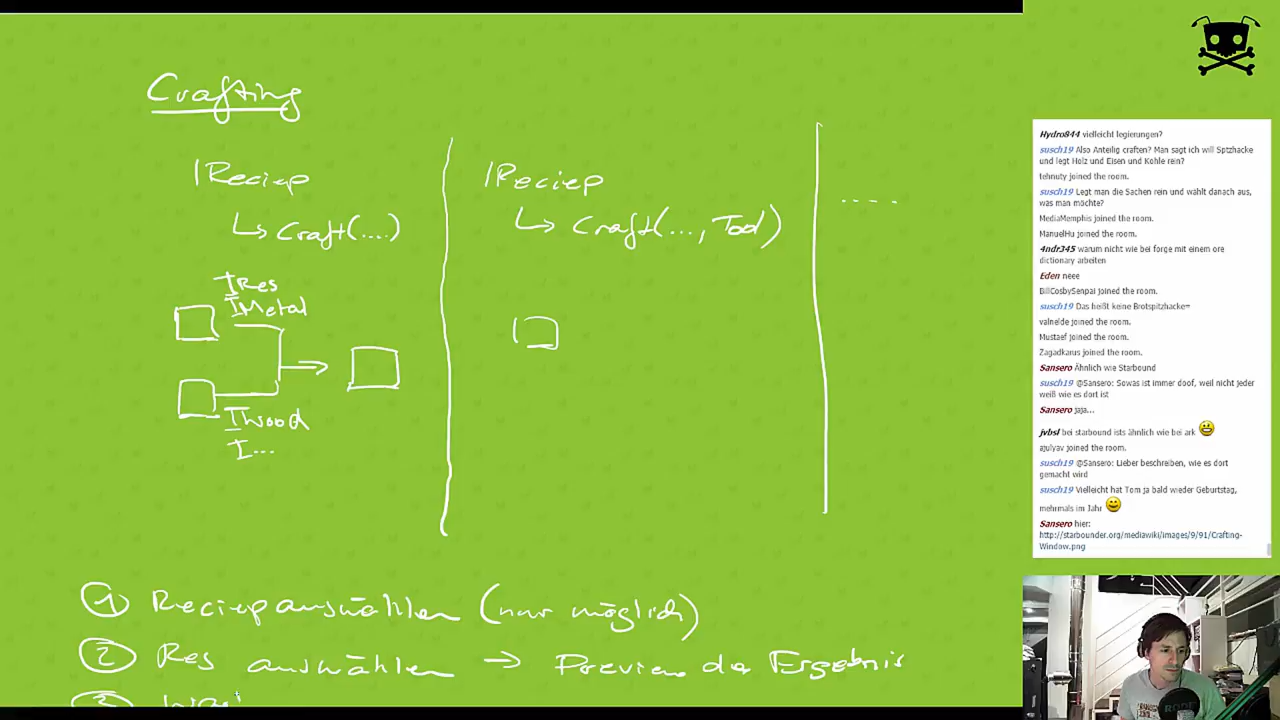 Crafting
IReciep
↳ Craft(....)
IRes
IMetal
IWood
I...
IReciep
↳ Craft(..., Tool)
.....
① Reciep auswählen (nur möglich)
② Res auswählen → Preview des Ergebnis
③
Hydro844 vielleicht legierungen?
susch19 Also Anteilig craften? Man sagt ich will Sptzhacke
und legt Holz und Eisen und Kohle rein?
tehnuty joined the room.
susch19 Legt man die Sachen rein und wählt danach aus,
was man möchte?
MediaMemphis joined the room.
ManuelHu joined the room.
4ndr345 warum nicht wie bei forge mit einem ore
dictionary arbeiten
Eden neee
BillCosbySenpai joined the room.
susch19 Das heißt keine Brotspitzhacke=
valnelde joined the room.
Mustaef joined the room.
Zagadkarus joined the room.
Sansero Ähnlich wie Starbound
susch19 @Sansero: Sowas ist immer doof, weil nicht jeder
weiß wie es dort ist
Sansero jaja...
jvbsl bei starbound ists ähnlich wie bei ark
ajulyav joined the room.
susch19 @Sansero: Lieber beschreiben, wie es dort
gemacht wird
susch19 Vielleicht hat Tom ja bald wieder Geburtstag,
mehrmals im Jahr
Sansero hier:
http://starbounder.org/mediawiki/images/9/91/Crafting-
Window.png
RODE